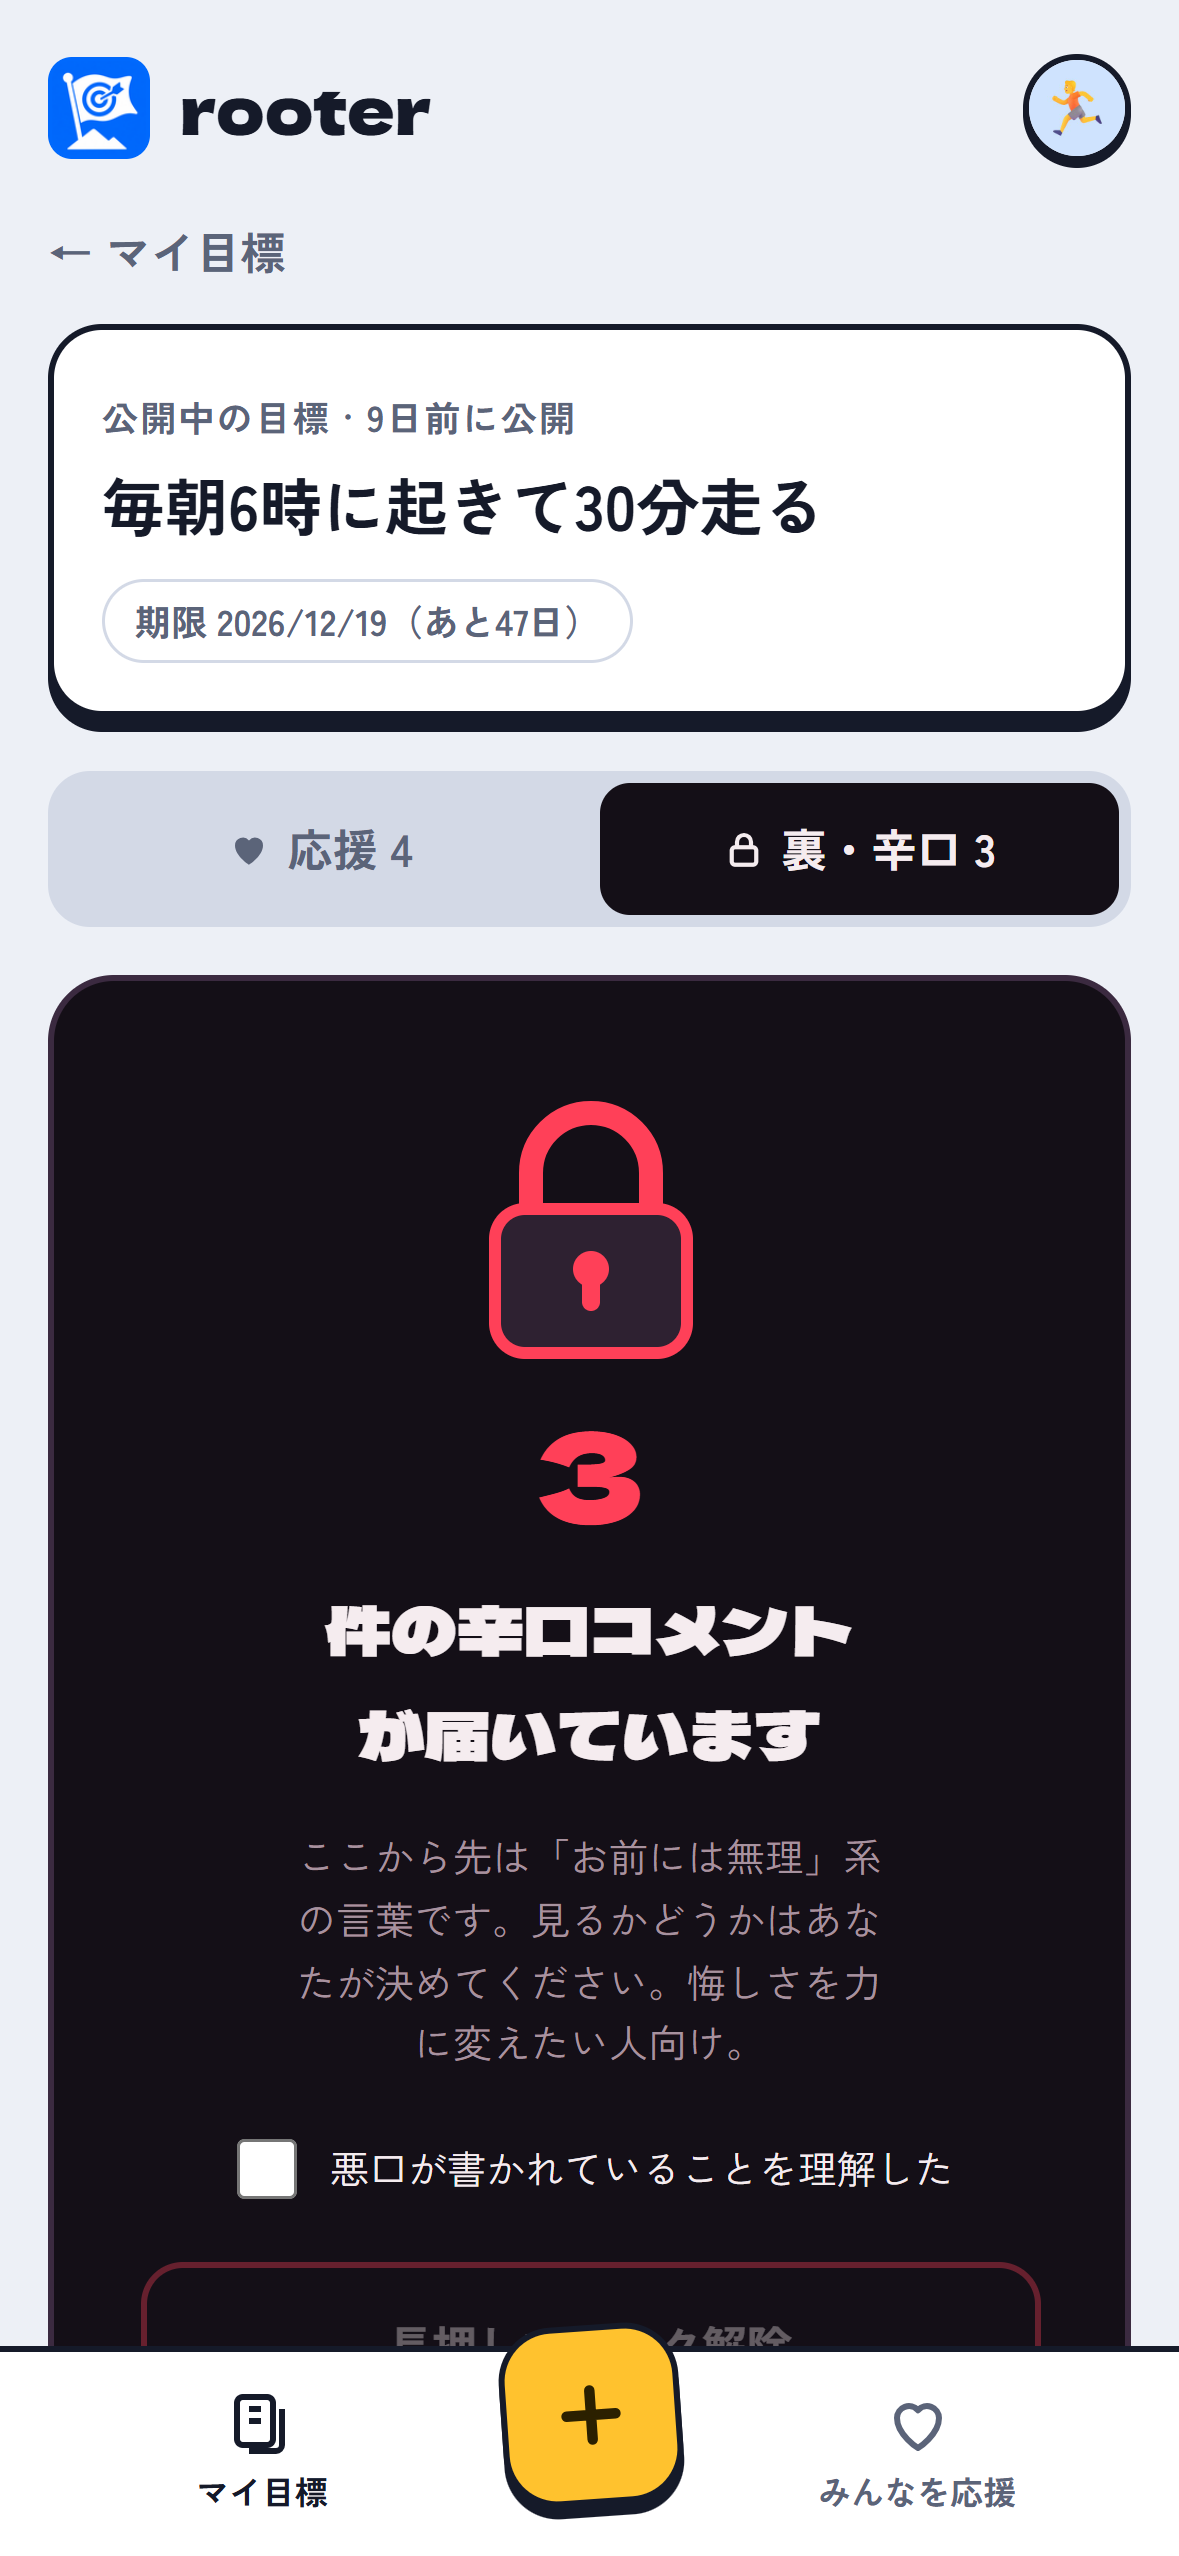 rooter
← マイ目標
公開中の目標・9日前に公開
毎朝6時に起きて30分走る
期限 2026/12/19（あと47日）
応援 4
裏・辛口 3
3
件の辛口コメント
が届いています
ここから先は「お前には無理」系
の言葉です。見るかどうかはあな
たが決めてください。悔しさを力
に変えたい人向け。
悪口が書かれていることを理解した
マイ目標
みんなを応援